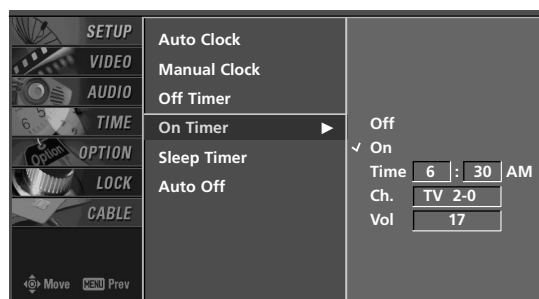 SETUP
VIDEO
AUDIO
TIME
OPTION
LOCK
CABLE
Move MENU Prev
Auto Clock
Manual Clock
Off Timer
On Timer
Sleep Timer
Auto Off
Off
On
Time 6 : 30 AM
Ch. TV 2-0
Vol 17